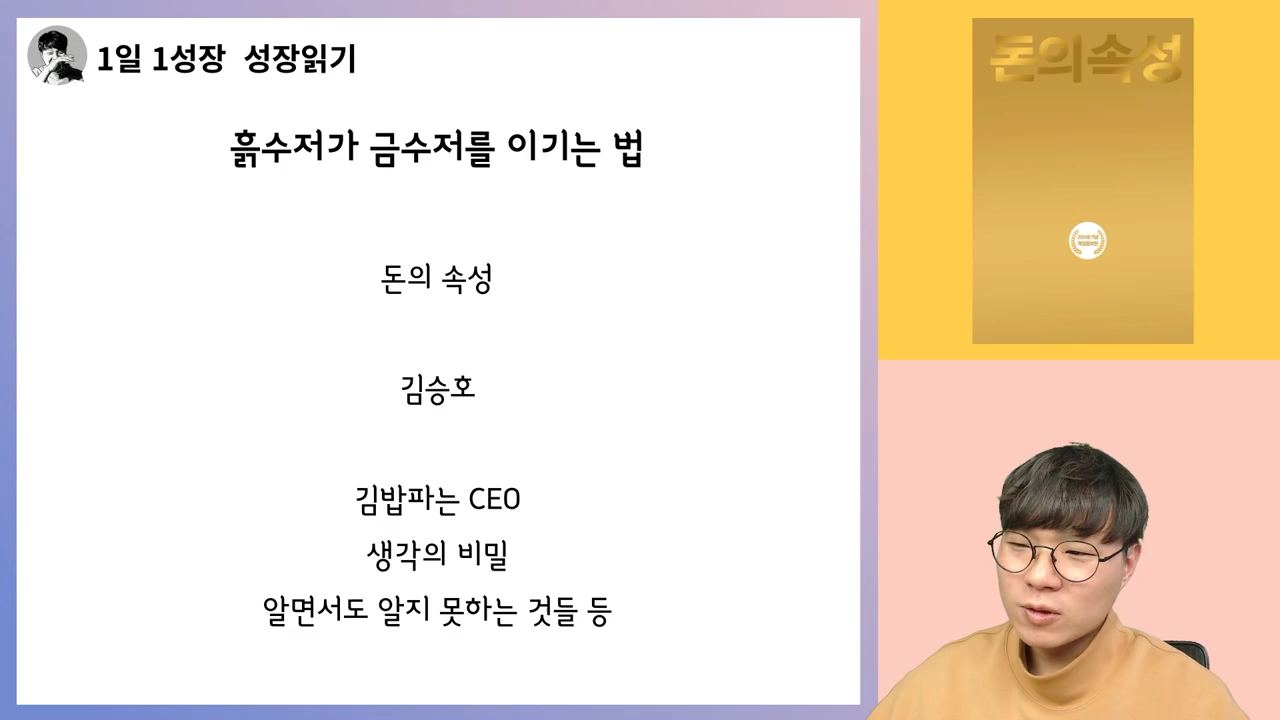 1일 1성장 성장읽기
흙수저가 금수저를 이기는 법
돈의 속성
김승호
김밥파는 CEO
생각의 비밀
알면서도 알지 못하는 것들 등
돈의 속성